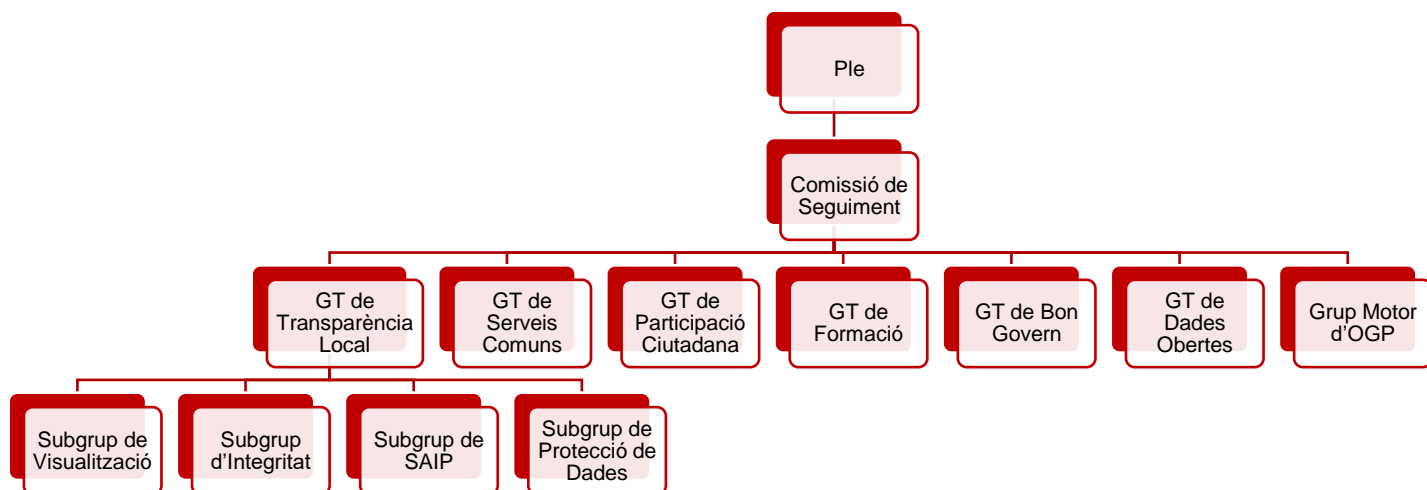 Ple
Comissió de
Seguiment
GT de
Transparència
Local
GT de
Serveis
Comuns
GT de
Participació
Ciutadana
GT de
Formació
GT de Bon
Govern
GT de
Dades
Obertes
Grup Motor
d’OGP
Subgrup de
Visualització
Subgrup
d’Integritat
Subgrup de
SAIP
Subgrup de
Protecció de
Dades